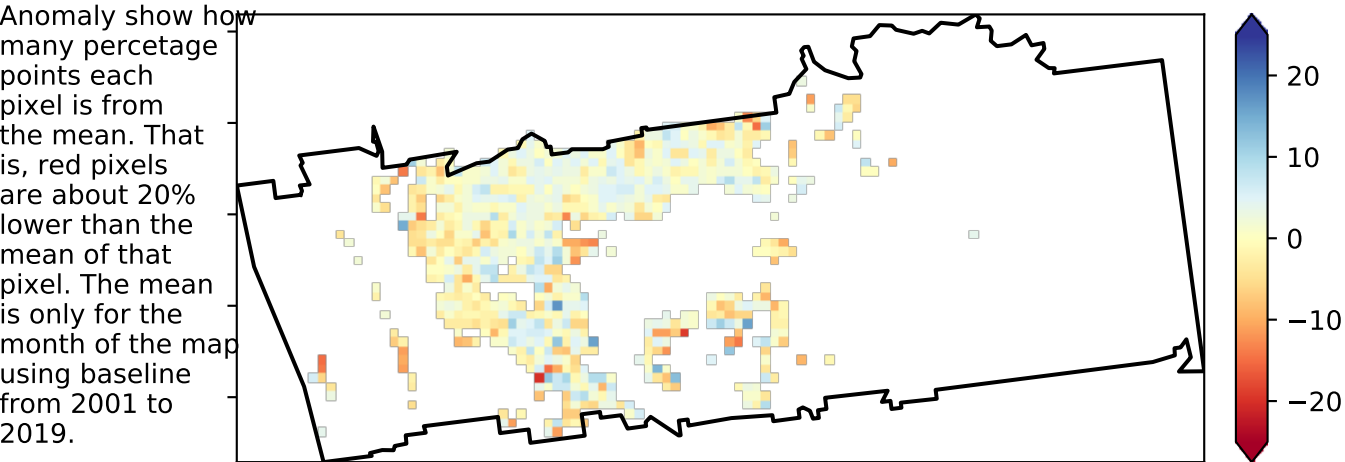 Anomaly show how
many percetage
points each
pixel is from
the mean. That
is, red pixels
are about 20%
lower than the
mean of that
pixel. The mean
is only for the
month of the map
using baseline
from 2001 to
2019.
20
10
0
−10
−20